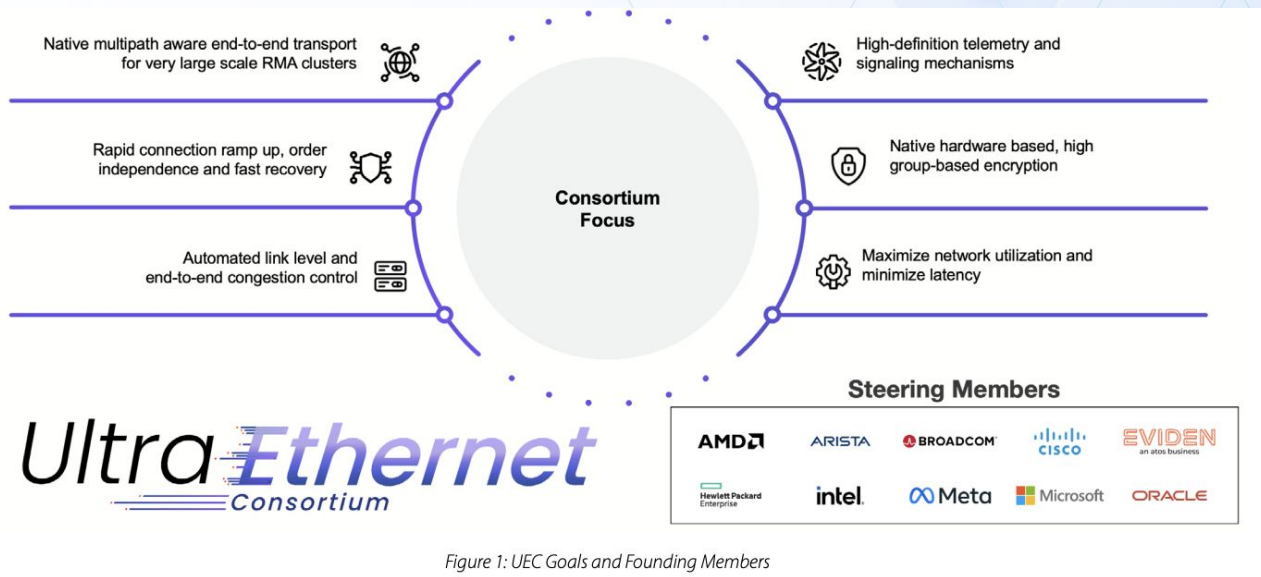 Native multipath aware end-to-end transport
for very large scale RMA clusters
Rapid connection ramp up, order
independence and fast recovery
Automated link level and
end-to-end congestion control
Consortium
Focus
High-definition telemetry and
signaling mechanisms
Native hardware based, high
group-based encryption
Maximize network utilization and
minimize latency
Ultra Ethernet
Consortium
Steering Members
AMD
ARISTA
BROADCOM
CISCO
EVIDEN
an atos business
Hewlett Packard
Enterprise
intel.
Meta
Microsoft
ORACLE
Figure 1: UEC Goals and Founding Members